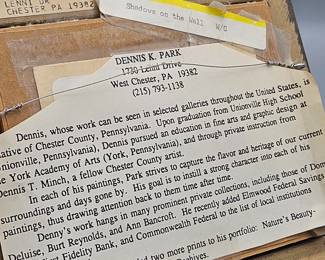 LENNI DR
CHESTER PA 19382
Shadows on the Wall W/C
DENNIS K. PARK
1780 Lenni Drive
West Chester, PA 19382
(215) 793-1138
Dennis, whose work can be seen in selected galleries throughout the United States, is
native of Chester County, Pennsylvania. Upon graduation from Unionville High School
Unionville, Pennsylvania), Dennis pursued an education in fine arts and graphic design at
e York Academy of Arts (York, Pennsylvania), and through private instruction from
Dennis T. Minch, a fellow Chester County artist.
In each of his paintings, Park strives to capture the flavor and heritage of our current
surroundings and days gone by. His goal is to instill a strong character into each of his
paintings, thus drawing attention back to them time after time.
Denny's work hangs in many prominent private collections, including those of Dom
Deluise, Burt Reynolds, and Ann Bancroft. He recently added Elmwood Federal Savings
Fidelity Bank, and Commonwealth Federal to the list of local institutions
two more prints to his portfolio: Nature's Beauty-
archives.